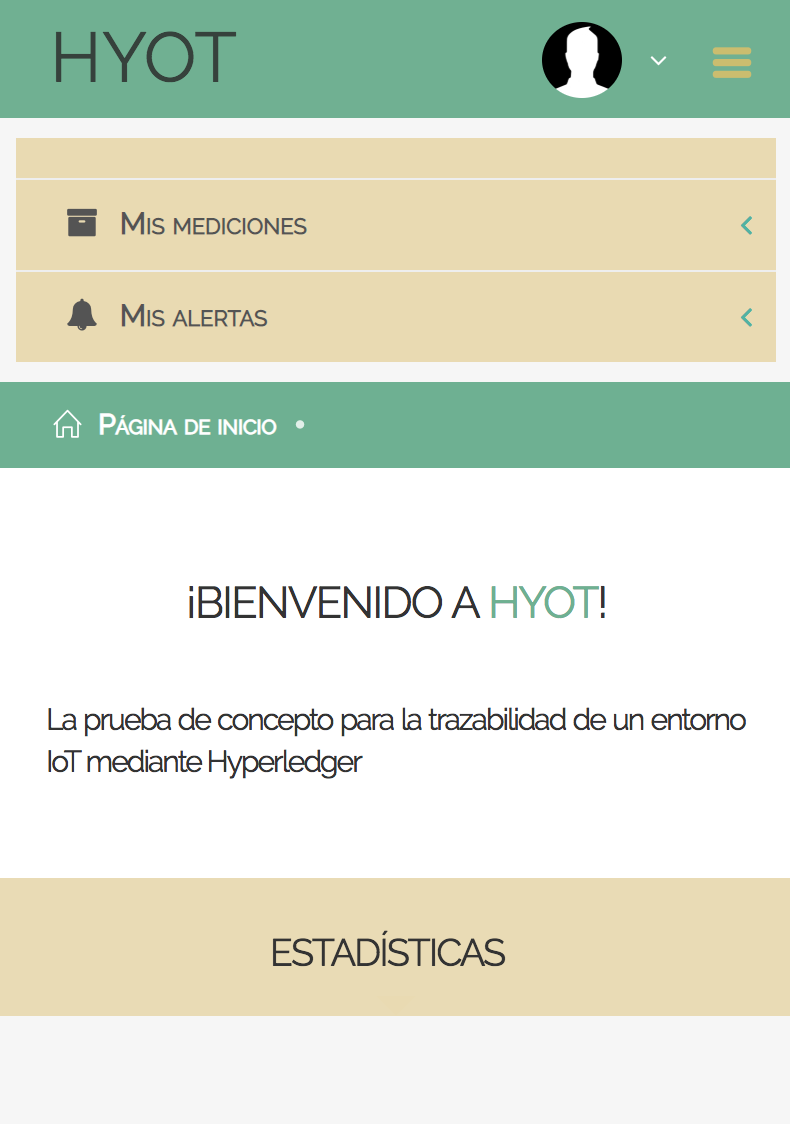 HYOT
Mis mediciones
Mis alertas
Página de inicio
¡BIENVENIDO A HYOT!
La prueba de concepto para la trazabilidad de un entorno
IoT mediante Hyperledger
ESTADÍSTICAS